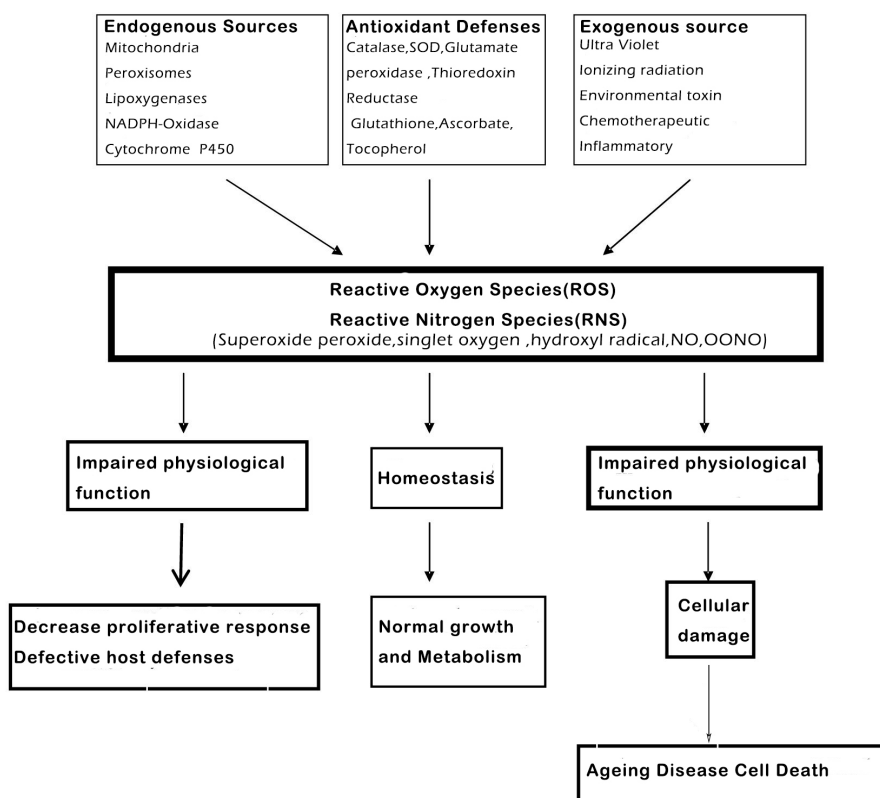 Endogenous Sources
Mitochondria
Peroxisomes
Lipoxygenases
NADPH-Oxidase
Cytochrome P450
Antioxidant Defenses
Catalase,SOD,Glutamate
peroxidase ,Thioredoxin
Reductase
Glutathione,Ascorbate,
Tocopherol
Exogenous source
Ultra Violet
Ionizing radiation
Environmental toxin
Chemotherapeutic
Inflammatory
Reactive Oxygen Species(ROS)
Reactive Nitrogen Species(RNS)
(Superoxide peroxide,singlet oxygen ,hydroxyl radical,NO,OONO)
Impaired physiological
function
Homeostasis
Impaired physiological
function
Decrease proliferative response
Defective host defenses
Normal growth
and Metabolism
Cellular
damage
Ageing Disease Cell Death